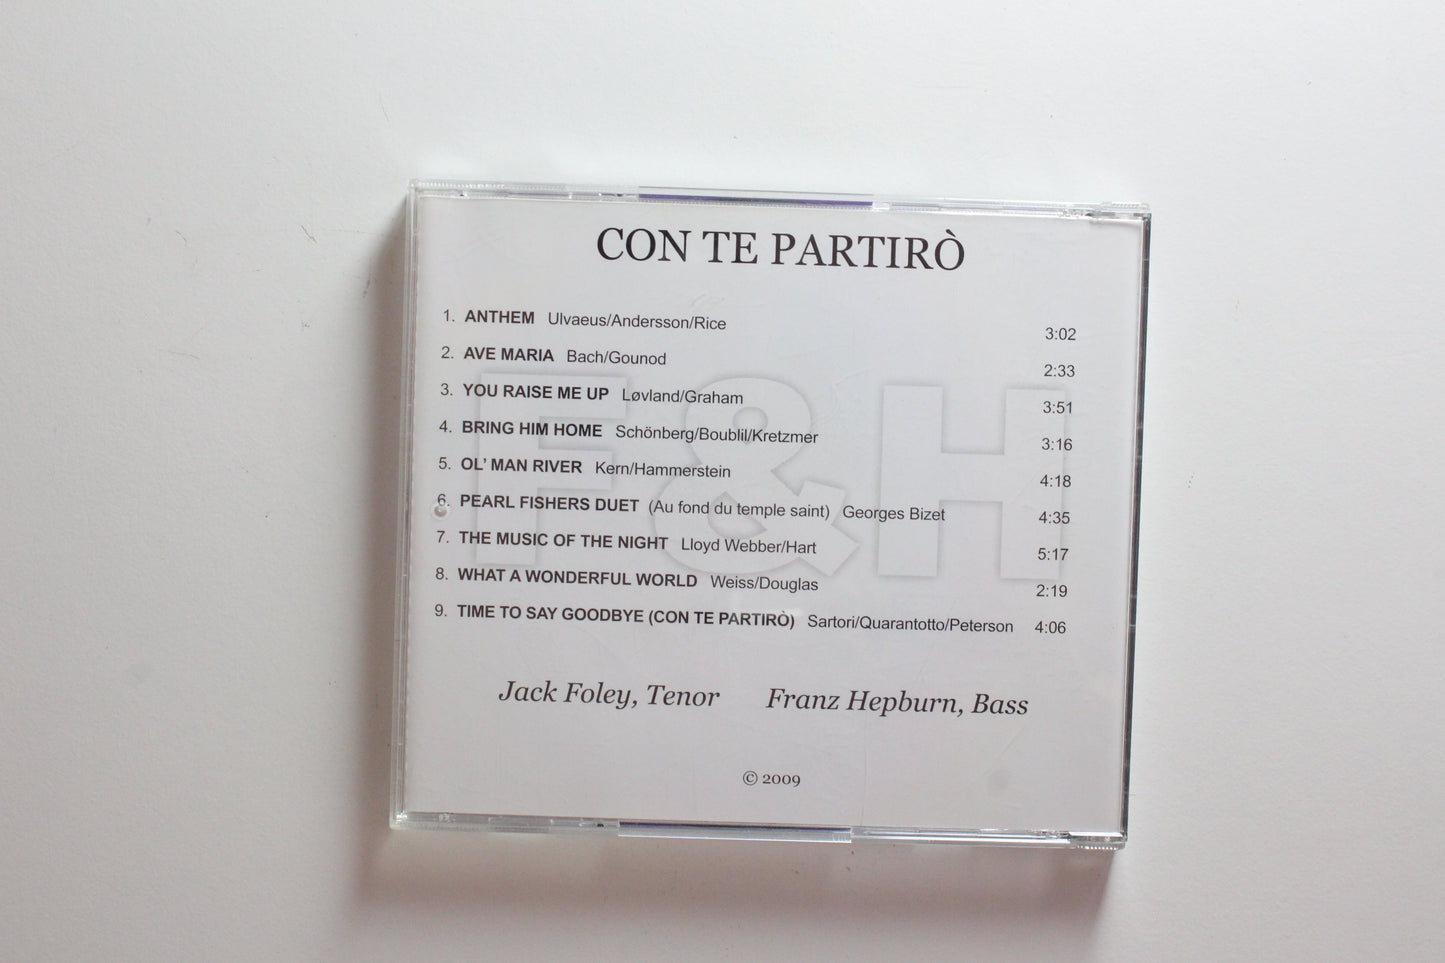 CON TE PARTIRÒ
1. ANTHEM Ulvaeus/Andersson/Rice 3:02
2. AVE MARIA Bach/Gounod 2:33
3. YOU RAISE ME UP Løvland/Graham 3:51
4. BRING HIM HOME Schönberg/Boublil/Kretzmer 3:16
5. OL' MAN RIVER Kern/Hammerstein 4:18
6. PEARL FISHERS DUET (Au fond du temple saint) Georges Bizet 4:35
7. THE MUSIC OF THE NIGHT Lloyd Webber/Hart 5:17
8. WHAT A WONDERFUL WORLD Weiss/Douglas 2:19
9. TIME TO SAY GOODBYE (CON TE PARTIRÒ) Sartori/Quarantotto/Peterson 4:06
F&H
Jack Foley, Tenor Franz Hepburn, Bass
© 2009